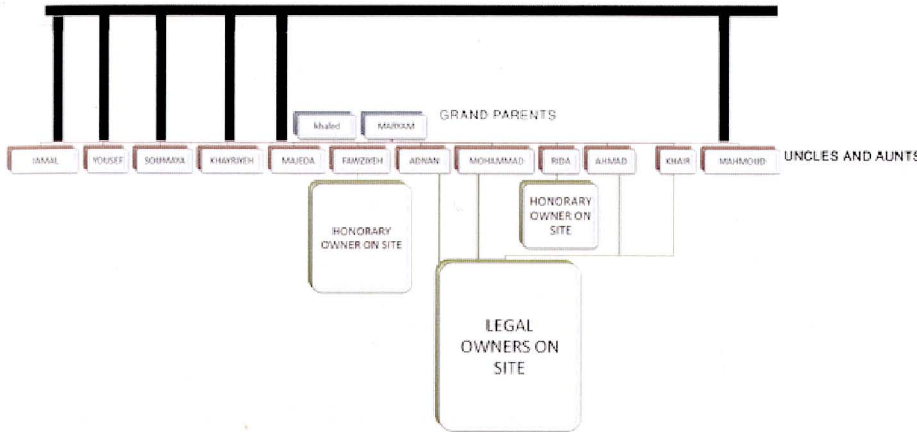 khaled
MARYAM
GRAND PARENTS
JAMAL
YOUSEF
SOUMAYA
KHAYRIYEH
MAJEDA
FAWZIYEH
ADNAN
MOHUMMAD
RIDA
AHMAD
KHAIR
MAHMOUD
UNCLES AND AUNTS
HONORARY
OWNER ON SITE
HONORARY
OWNER ON
SITE
LEGAL
OWNERS ON
SITE